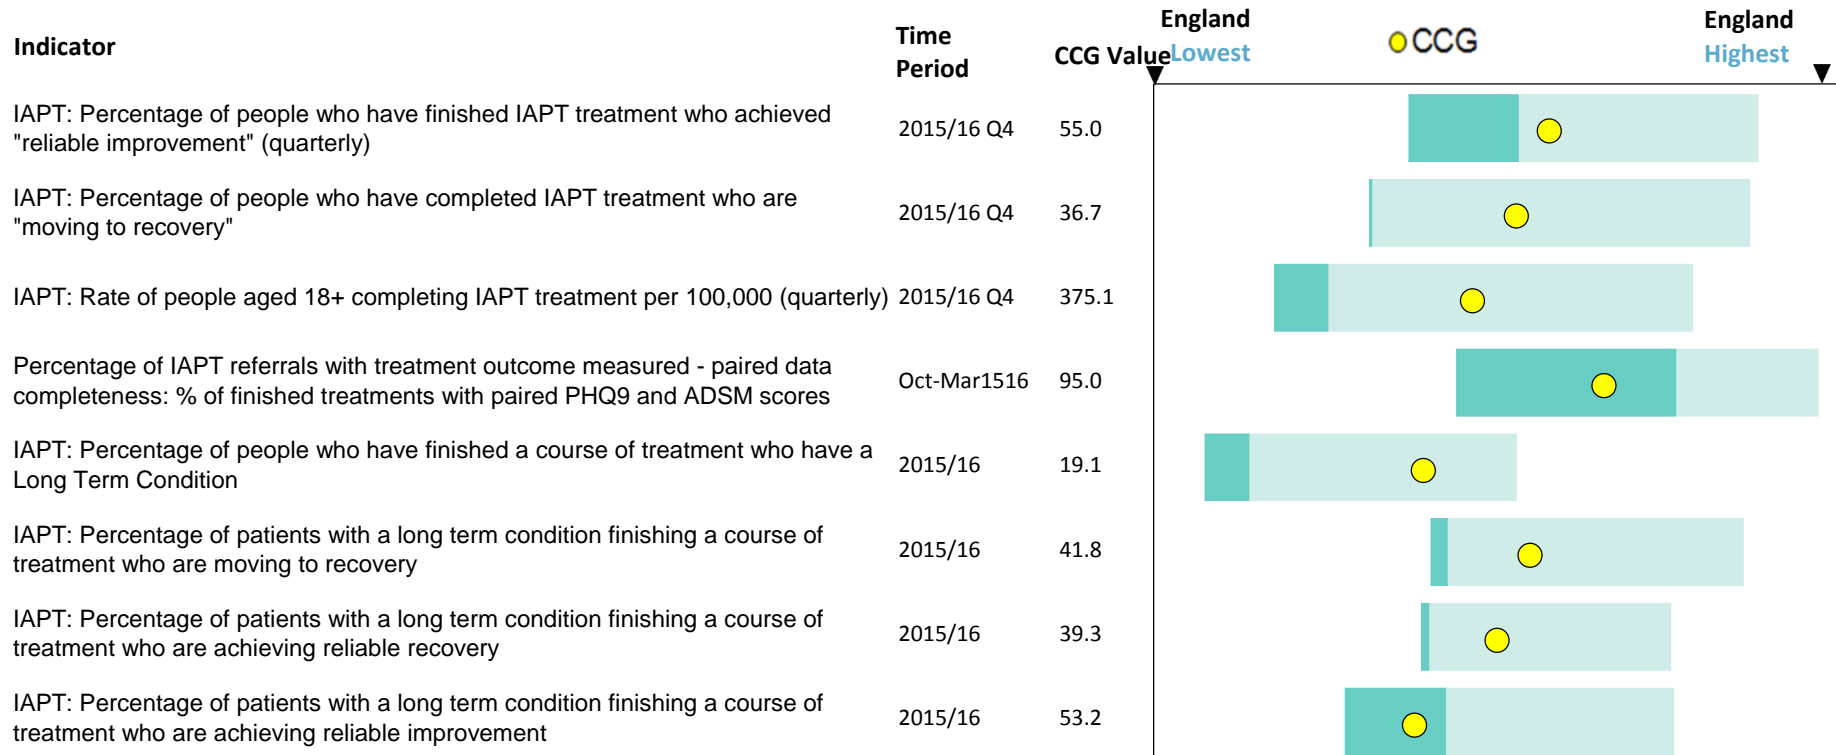 Indicator
Time
Period
CCG Value
England
Lowest
CCG
England
Highest
IAPT: Percentage of people who have finished IAPT treatment who achieved
"reliable improvement" (quarterly)
2015/16 Q4
55.0
IAPT: Percentage of people who have completed IAPT treatment who are
"moving to recovery"
2015/16 Q4
36.7
IAPT: Rate of people aged 18+ completing IAPT treatment per 100,000 (quarterly)
2015/16 Q4
375.1
Percentage of IAPT referrals with treatment outcome measured - paired data
completeness: % of finished treatments with paired PHQ9 and ADSM scores
Oct-Mar1516
95.0
IAPT: Percentage of people who have finished a course of treatment who have a
Long Term Condition
2015/16
19.1
IAPT: Percentage of patients with a long term condition finishing a course of
treatment who are moving to recovery
2015/16
41.8
IAPT: Percentage of patients with a long term condition finishing a course of
treatment who are achieving reliable recovery
2015/16
39.3
IAPT: Percentage of patients with a long term condition finishing a course of
treatment who are achieving reliable improvement
2015/16
53.2